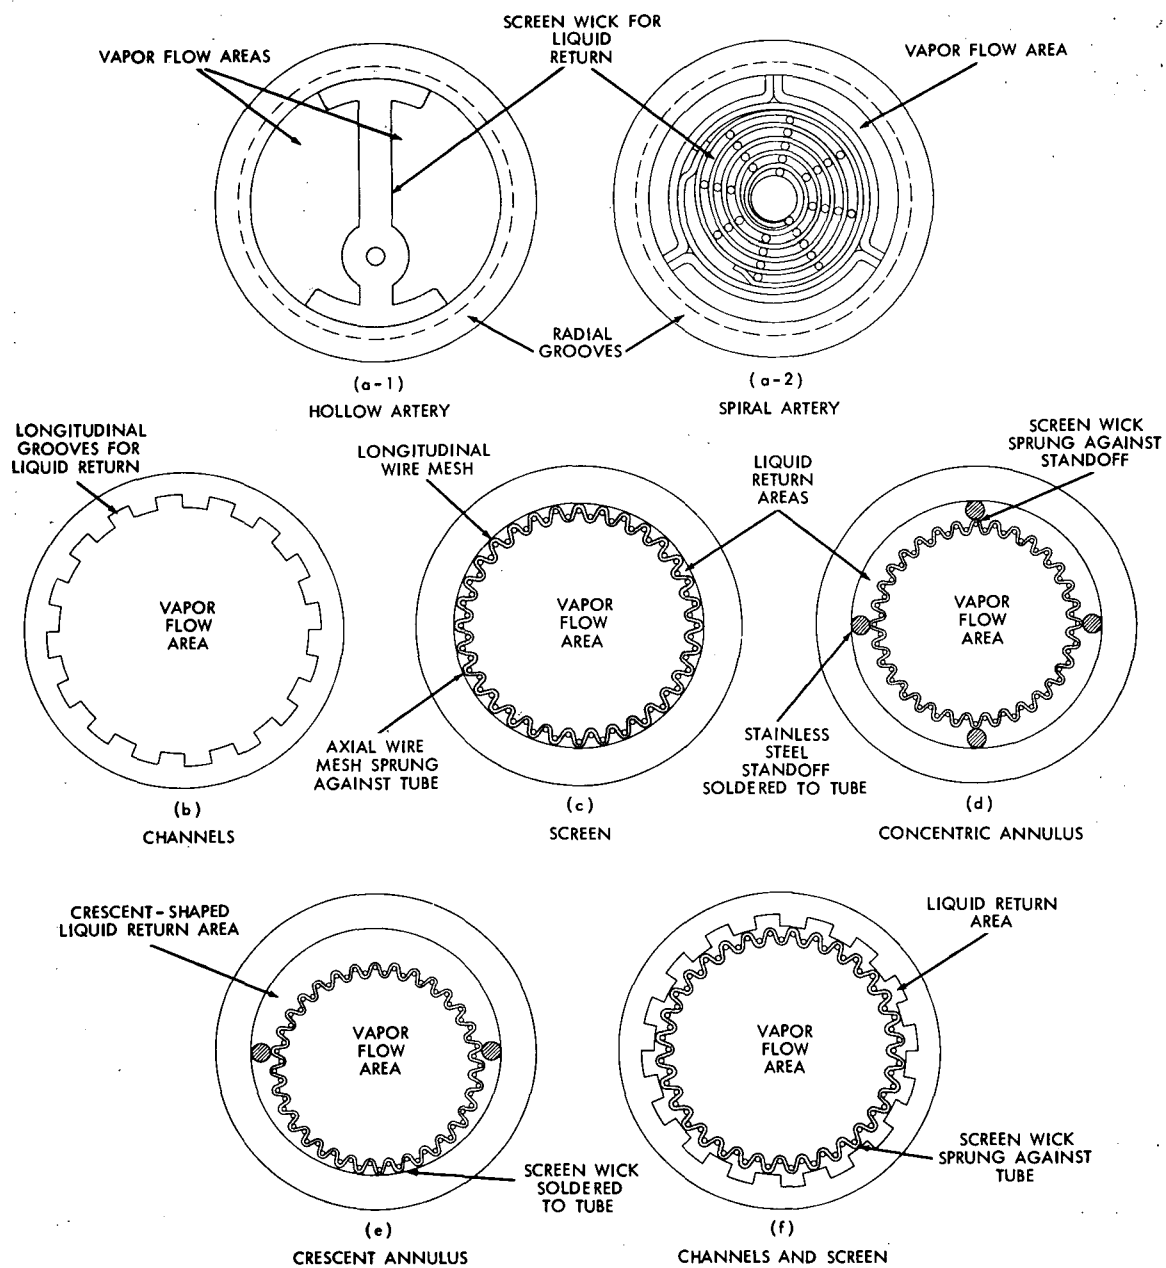 SCREEN WICK FOR
LIQUID
RETURN
VAPOR FLOW AREAS
VAPOR FLOW AREA
RADIAL
GROOVES
(a-1)
HOLLOW ARTERY
(a-2)
SPIRAL ARTERY
LONGITUDINAL
GROOVES FOR
LIQUID RETURN
LONGITUDINAL
WIRE MESH
LIQUID
RETURN
AREAS
SCREEN WICK
SPRUNG AGAINST
STANDOFF
VAPOR
FLOW
AREA
VAPOR
FLOW
AREA
VAPOR
FLOW
AREA
AXIAL WIRE
MESH SPRUNG
AGAINST TUBE
STAINLESS
STEEL
STANDOFF
SOLDERED TO TUBE
(b)
CHANNELS
(c)
SCREEN
(d)
CONCENTRIC ANNULUS
CRESCENT-SHAPED
LIQUID RETURN AREA
LIQUID RETURN
AREA
VAPOR
FLOW
AREA
VAPOR
FLOW
AREA
SCREEN WICK
SOLDERED
TO TUBE
SCREEN WICK
SPRUNG AGAINST
TUBE
(e)
CRESCENT ANNULUS
(f)
CHANNELS AND SCREEN